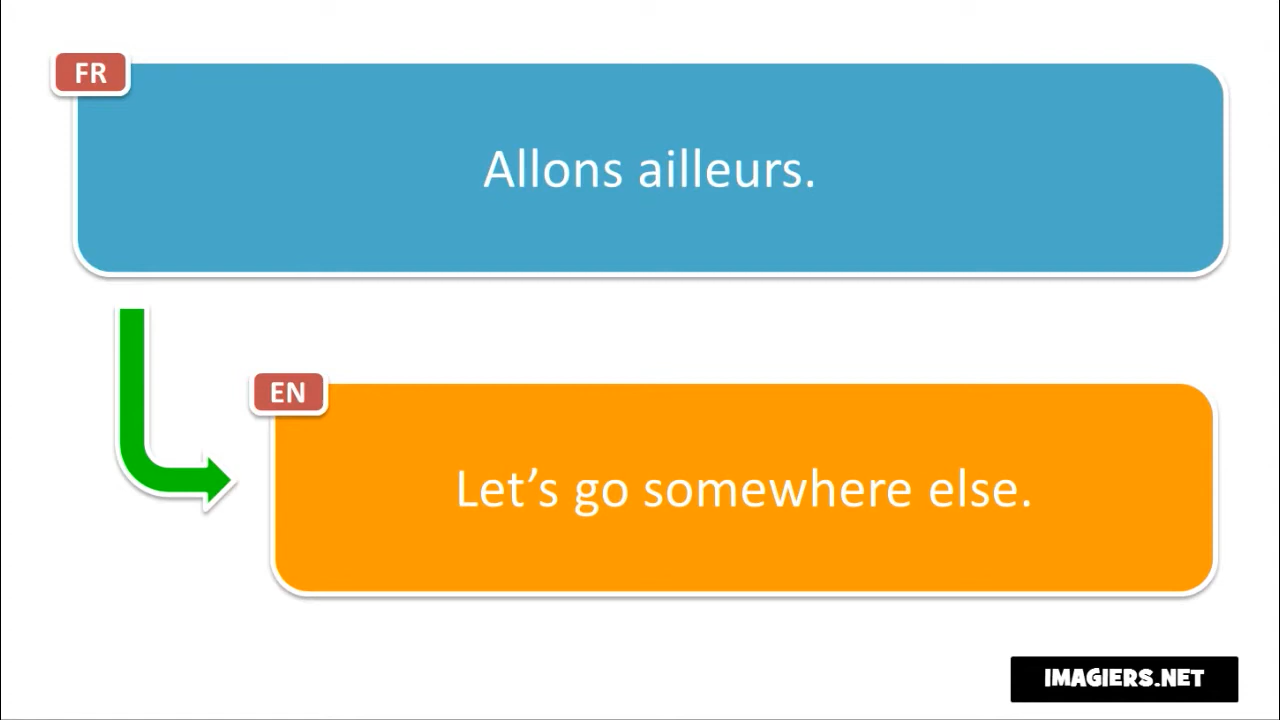 FR
Allons ailleurs.
EN
Let’s go somewhere else.
IMAGIERS.NET